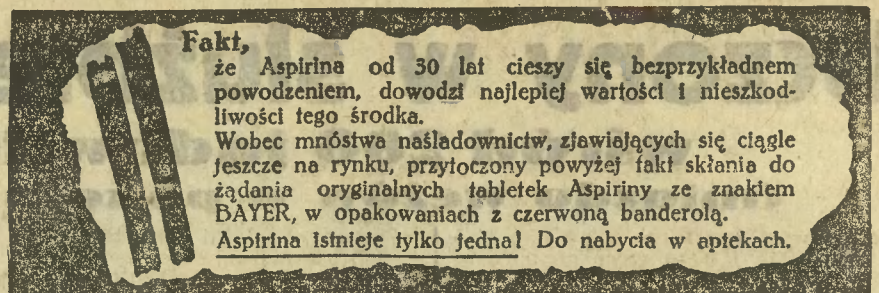 Fakt,
że Aspirina od 30 lat cieszy się bezprzykładnem
powodzeniem, dowodzi najlepiej wartości i nieszkod-
liwości tego środka.
Wobec mnóstwa naśladownictw, zjawiających się ciągle
jeszcze na rynku, przytoczony powyżej fakt skłania do
żądania oryginalnych tabletek Aspiriny ze znakiem
BAYER, w opakowaniach z czerwoną banderolą.
Aspirina istnieje tylko jedna! Do nabycia w aptekach.